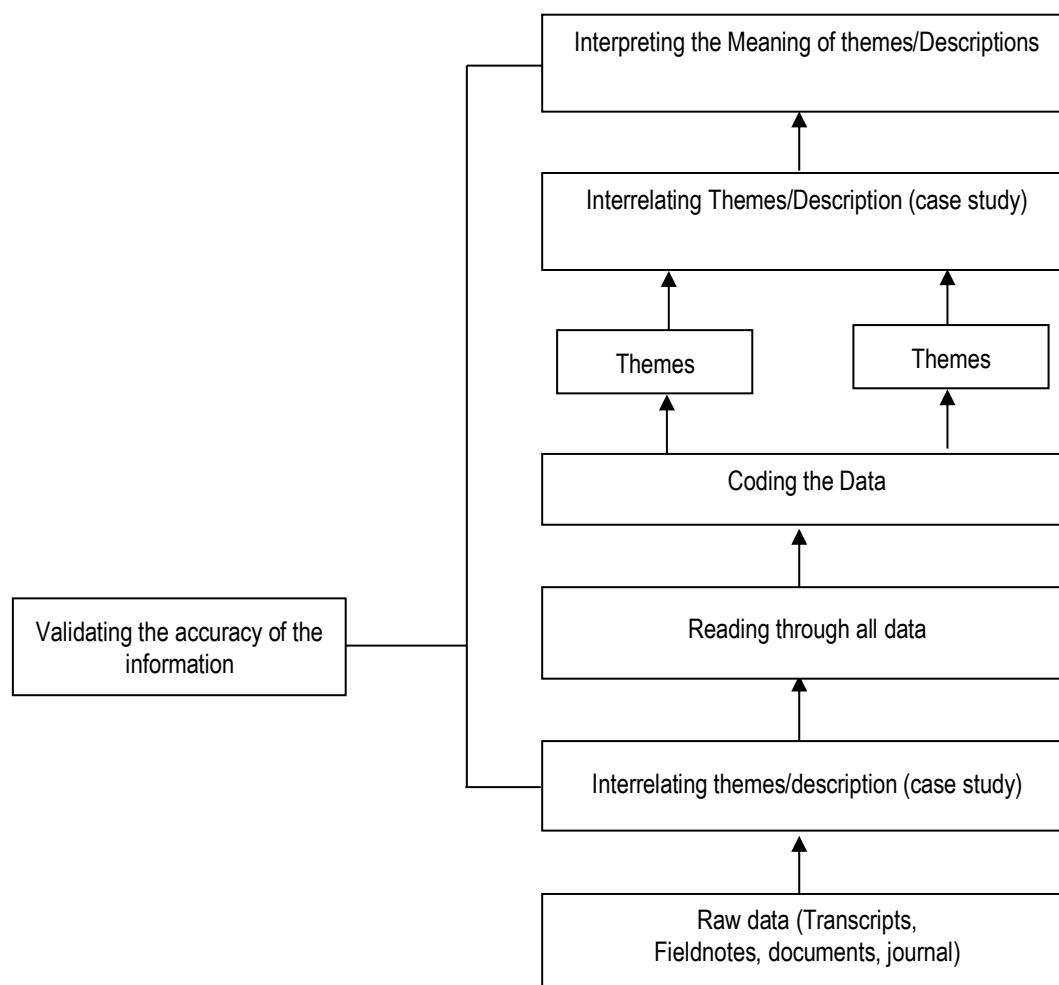 Interpreting the Meaning of themes/Descriptions
Interrelating Themes/Description (case study)
Themes
Themes
Coding the Data
Reading through all data
Validating the accuracy of the
information
Interrelating themes/description (case study)
Raw data (Transcripts,
Fieldnotes, documents, journal)